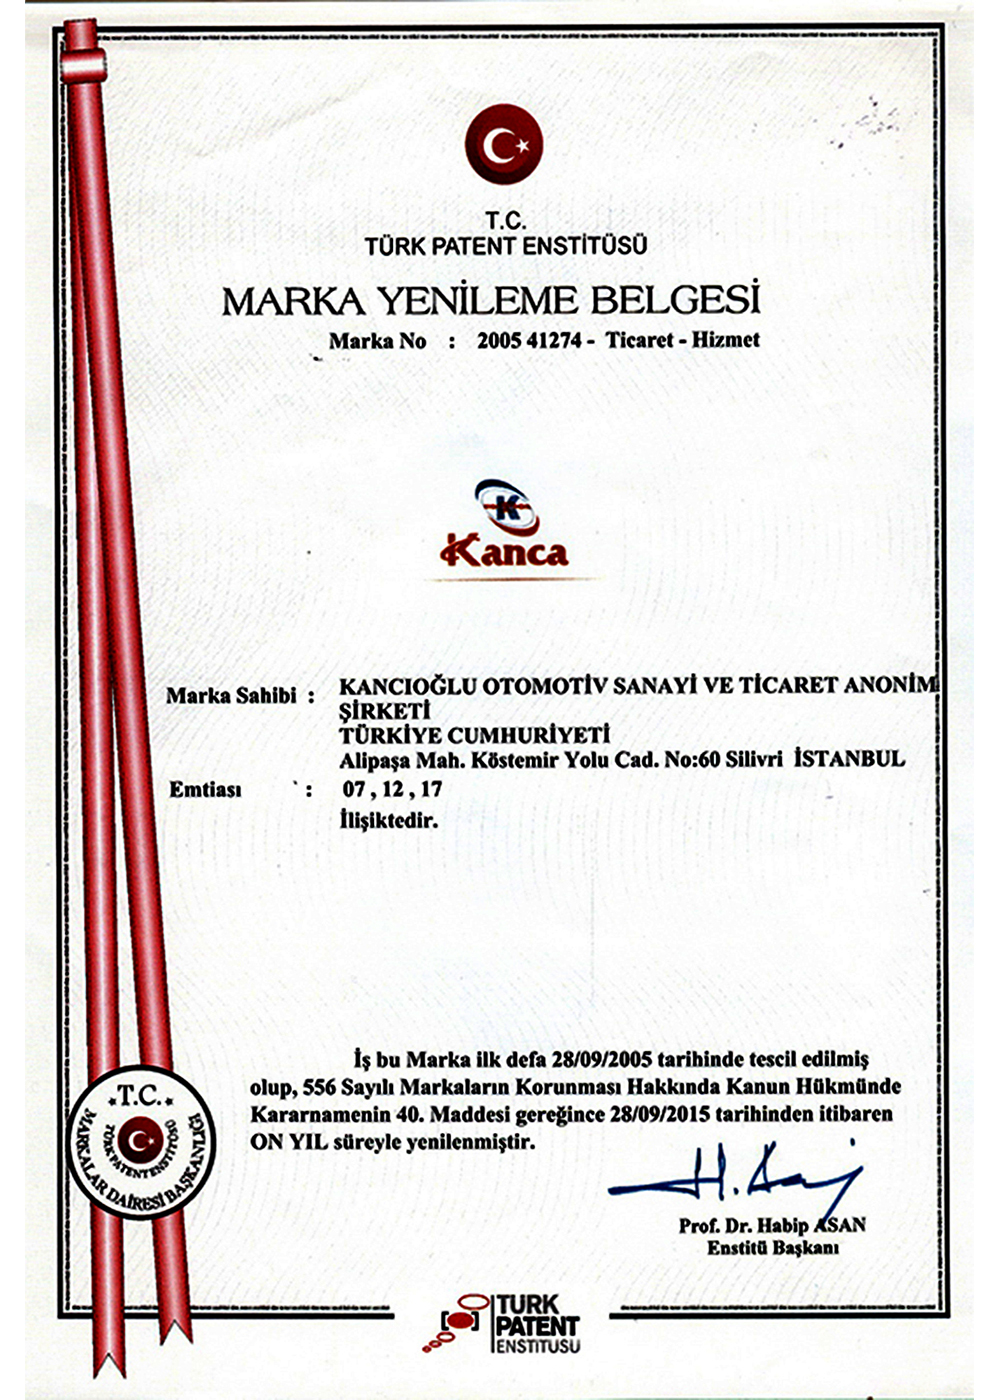 T.C.
TÜRK PATENT ENSTİTÜSÜ
MARKA YENİLEME BELGESİ
Marka No : 2005 41274 - Ticaret - Hizmet
K
Kanca
Marka Sahibi : KANCIOĞLU OTOMOTİV SANAYİ VE TİCARET ANONİM
ŞİRKETİ
TÜRKİYE CUMHURİYETİ
Alipaşa Mah. Köstemir Yolu Cad. No:60 Silivri İSTANBUL
Emtiası : 07 , 12 , 17
İlişiktedir.
İş bu Marka ilk defa 28/09/2005 tarihinde tescil edilmiş
olup, 556 Sayılı Markaların Korunması Hakkında Kanun Hükmünde
Kararnamenin 40. Maddesi gereğince 28/09/2015 tarihinden itibaren
ON YIL süreyle yenilenmiştir.
T.C.
TÜRK PATENT ENSTİTÜSÜ
MARKALAR DAİRESİ BAŞKANLIĞI
H. Asan
Prof. Dr. Habip ASAN
Enstitü Başkanı
TURK
PATENT
ENSTITUSU